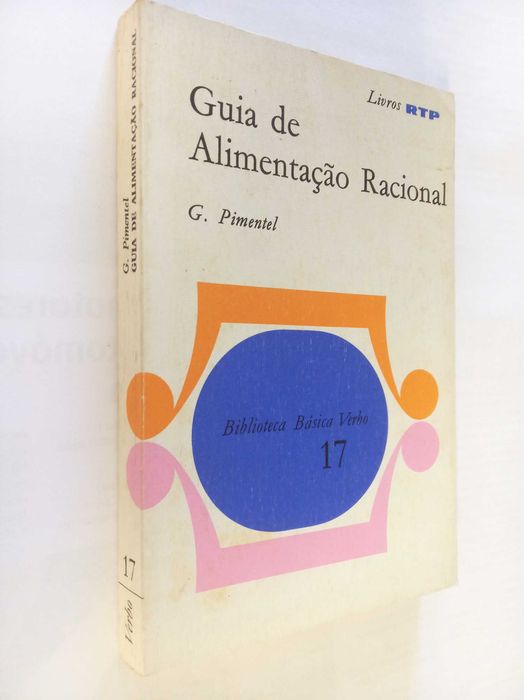 Livros RTP
Guia de
Alimentação Racional
G. Pimentel
Biblioteca Básica Verbo
17
G. Pimentel
GUIA DE ALIMENTAÇÃO RACIONAL
17
Verbo